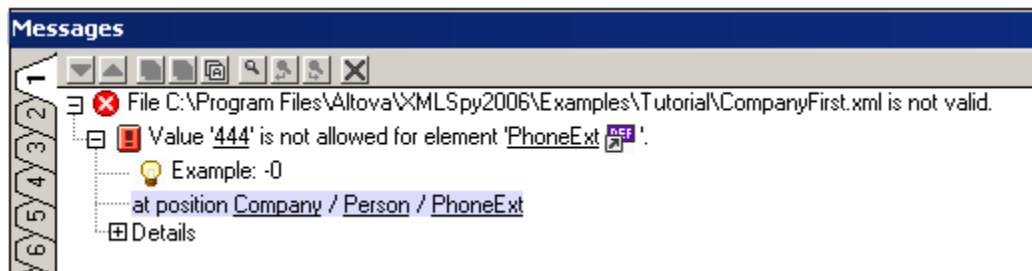 Messages
File C:\Program Files\Altova\XMLSpy2006\Examples\Tutorial\CompanyFirst.xml is not valid.
Value '444' is not allowed for element 'PhoneExt DEF '.
Example: -0
at position Company / Person / PhoneExt
Details
1
2
3
4
5
6